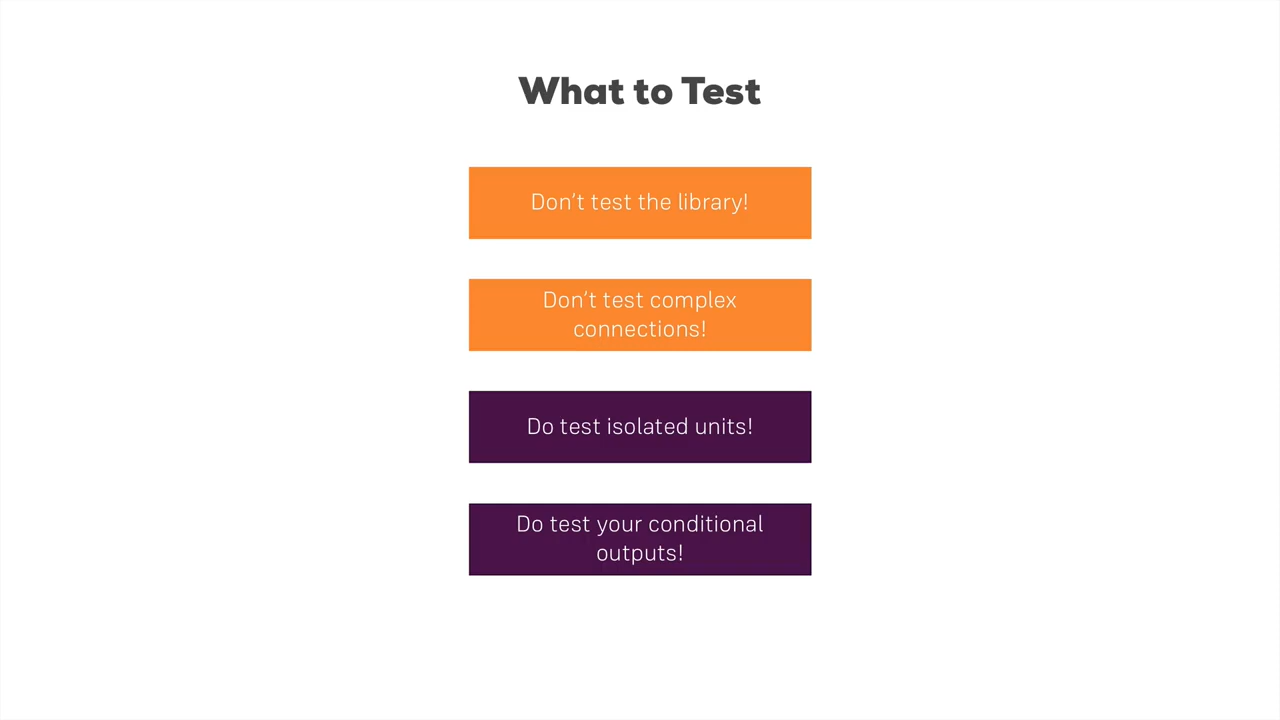 What to Test
Don't test the library!
Don't test complex
connections!
Do test isolated units!
Do test your conditional
outputs!